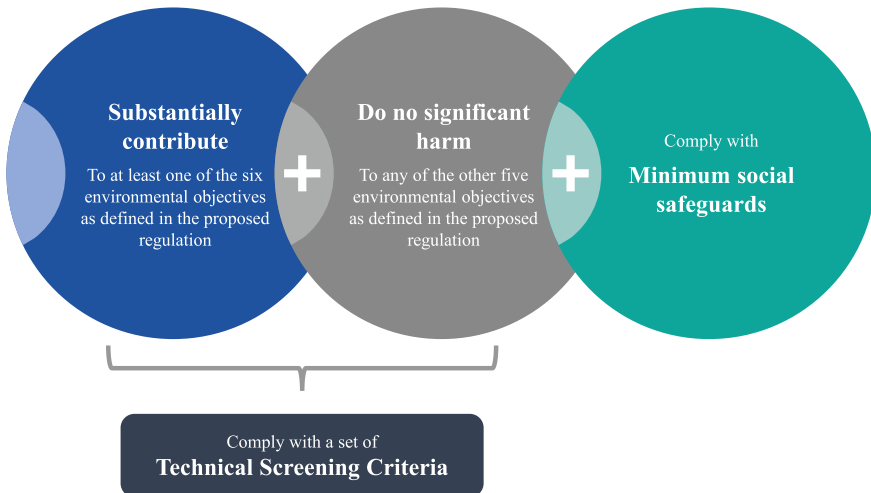 Substantially
contribute
To at least one of the six
environmental objectives
as defined in the proposed
regulation
+
Do no significant
harm
To any of the other five
environmental objectives
as defined in the proposed
regulation
+
Comply with
Minimum social
safeguards
Comply with a set of
Technical Screening Criteria